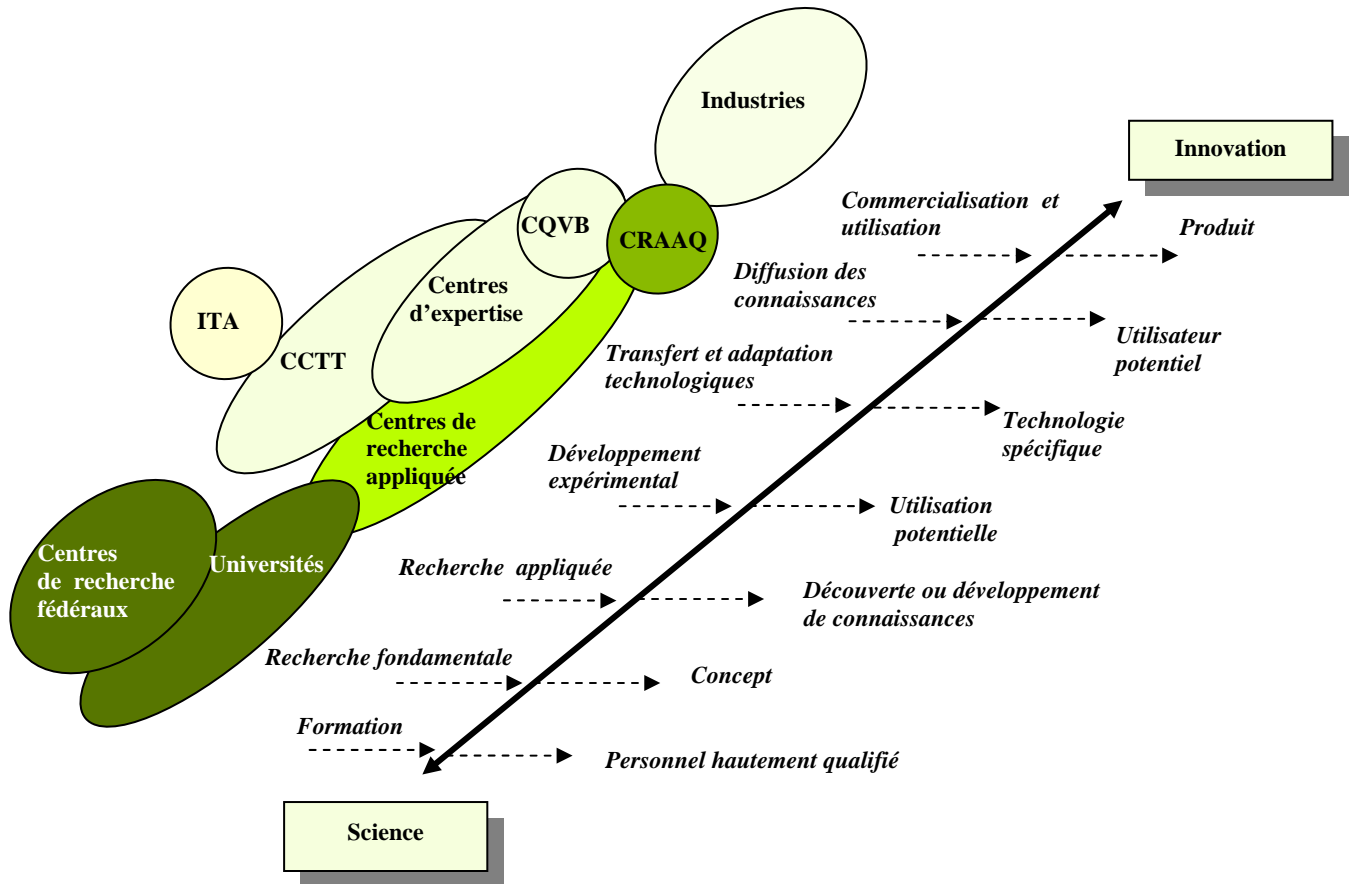 Industries
Innovation
Commercialisation et
utilisation
Produit
CQVB
CRAAQ
Diffusion des
connaissances
Centres
d’expertise
ITA
Utilisateur
potentiel
CCTT
Transfert et adaptation
technologiques
Technologie
spécifique
Centres de
recherche
appliquée
Développement
expérimental
Utilisation
potentielle
Centres
de recherche
fédéraux
Universités
Recherche appliquée
Découverte ou développement
de connaissances
Recherche fondamentale
Concept
Formation
Personnel hautement qualifié
Science